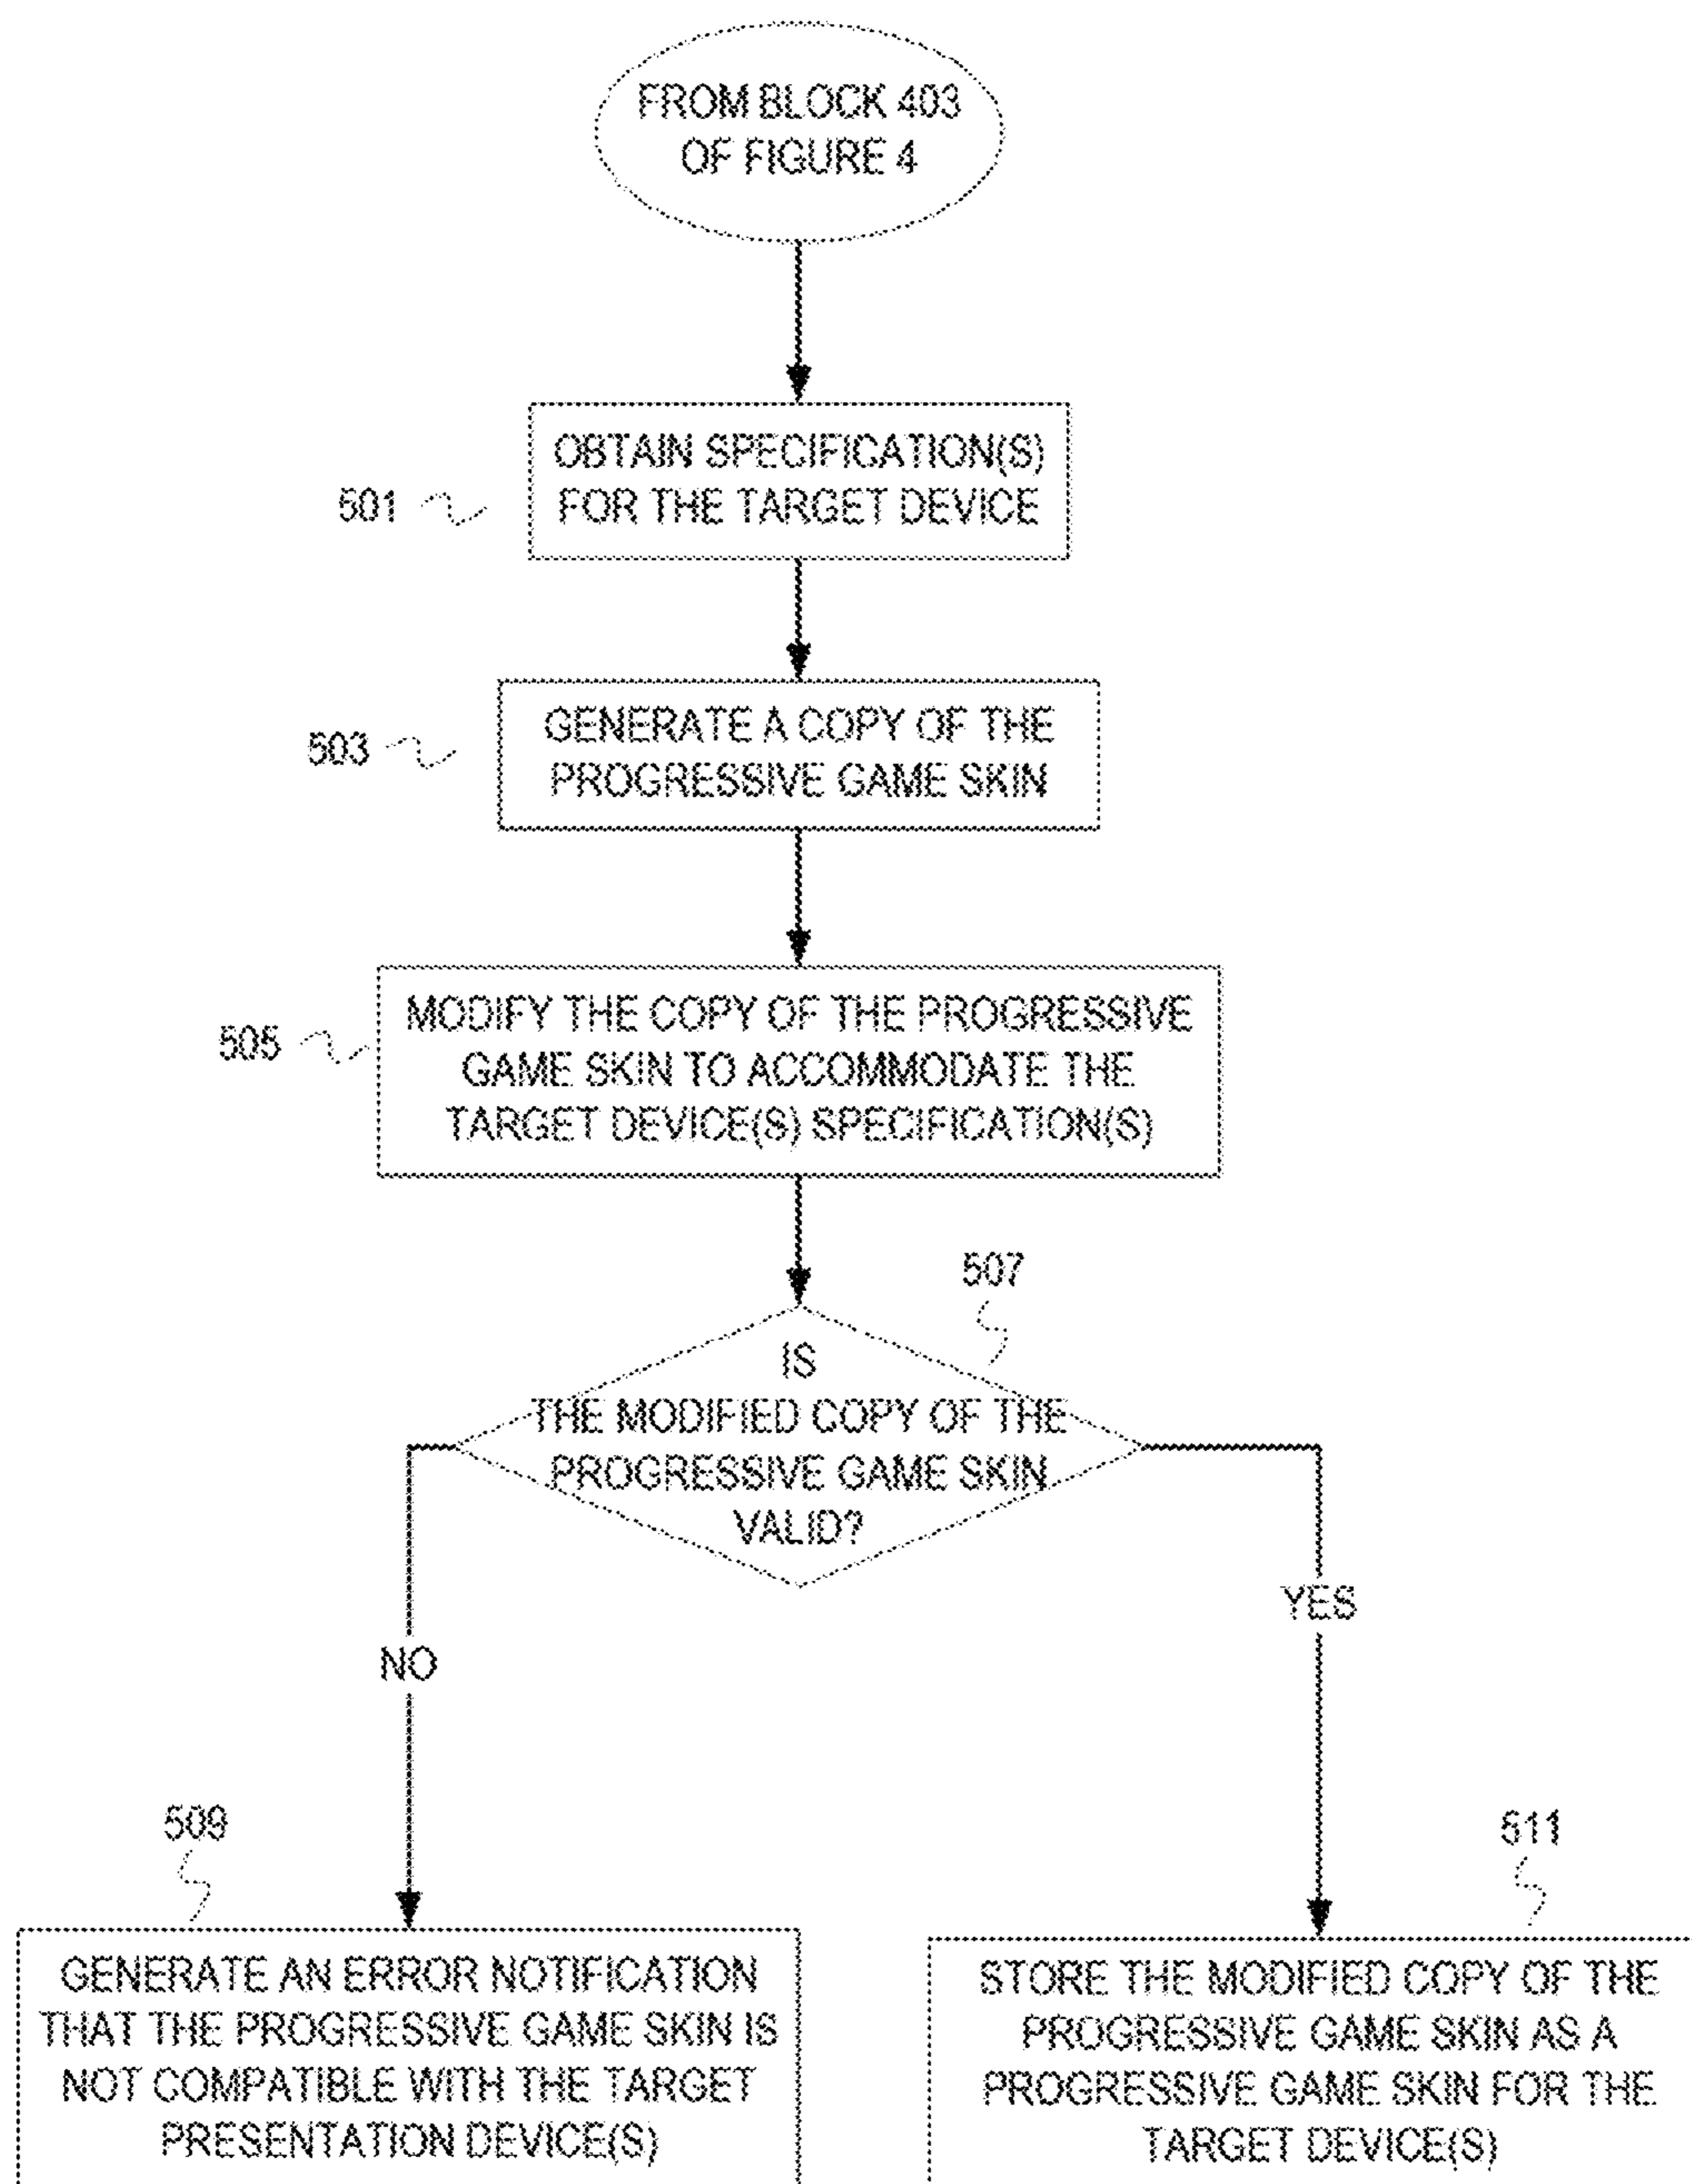 FROM BLOCK 403
OF FIGURE 4
OBTAIN SPECIFICATION(S)
FOR THE TARGET DEVICE
501
GENERATE A COPY OF THE
PROGRESSIVE GAME SKIN
503
MODIFY THE COPY OF THE PROGRESSIVE
GAME SKIN TO ACCOMMODATE THE
TARGET DEVICE(S) SPECIFICATION(S)
505
507
IS
THE MODIFIED COPY OF THE
PROGRESSIVE GAME SKIN
VALID?
NO
YES
509
GENERATE AN ERROR NOTIFICATION
THAT THE PROGRESSIVE GAME SKIN IS
NOT COMPATIBLE WITH THE TARGET
PRESENTATION DEVICE(S)
511
STORE THE MODIFIED COPY OF THE
PROGRESSIVE GAME SKIN AS A
PROGRESSIVE GAME SKIN FOR THE
TARGET DEVICE(S)